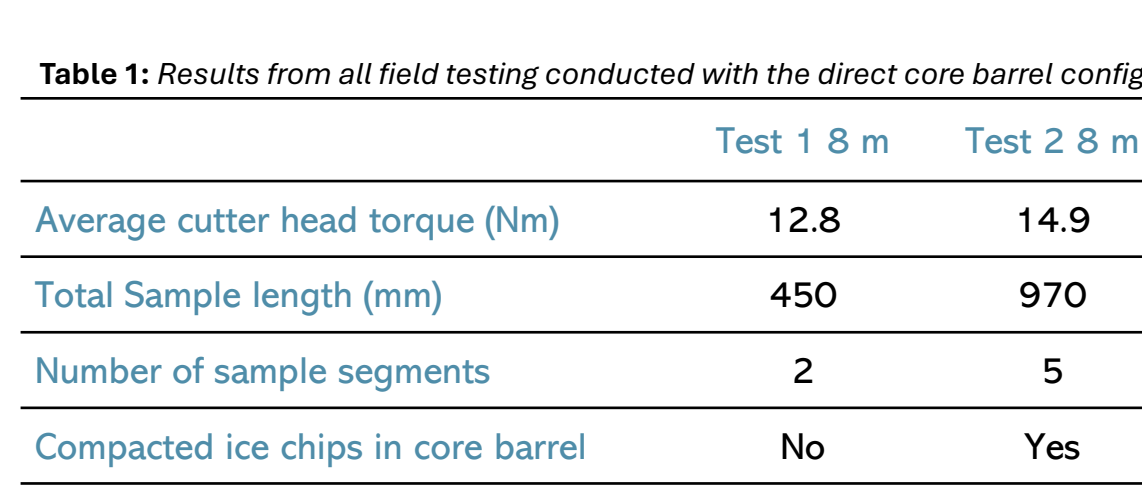 Table 1: Results from all field testing conducted with the direct core barrel
Test 1 8 m Test 2 8 m
Average cutter head torque (Nm) 12.8 14.9
Total Sample length (mm) 450 970
Number of sample segments 2 5
Compacted ice chips in core barrel No Yes